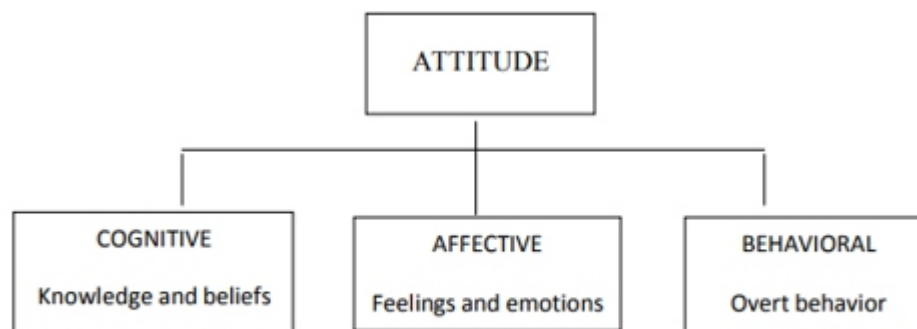 ATTITUDE
COGNITIVE
Knowledge and beliefs
AFFECTIVE
Feelings and emotions
BEHAVIORAL
Overt behavior